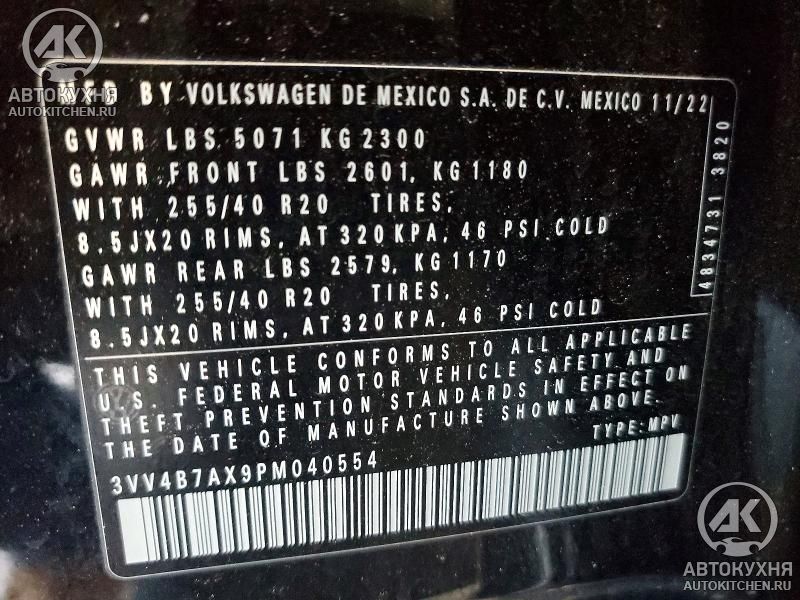 АК
АВТОКУХНЯ
AUTOKITCHEN.RU
MFD BY VOLKSWAGEN DE MEXICO S.A. DE C.V. MEXICO 11/22
GVWR LBS 5071 KG 2300
GAWR FRONT LBS 2601, KG 1180
WITH 255/40 R20 TIRES,
8.5JX20 RIMS, AT 320 KPA, 46 PSI COLD
GAWR REAR LBS 2579, KG 1170
WITH 255/40 R20 TIRES,
8.5JX20 RIMS, AT 320 KPA, 46 PSI COLD
4834731 3820
THIS VEHICLE CONFORMS TO ALL APPLICABLE
U.S. FEDERAL MOTOR VEHICLE SAFETY AND
THEFT PREVENTION STANDARDS IN EFFECT ON
THE DATE OF MANUFACTURE SHOWN ABOVE.
TYPE: MPV
3VV4B7AX9PM040554
АК
АВТОКУХНЯ
AUTOKITCHEN.RU